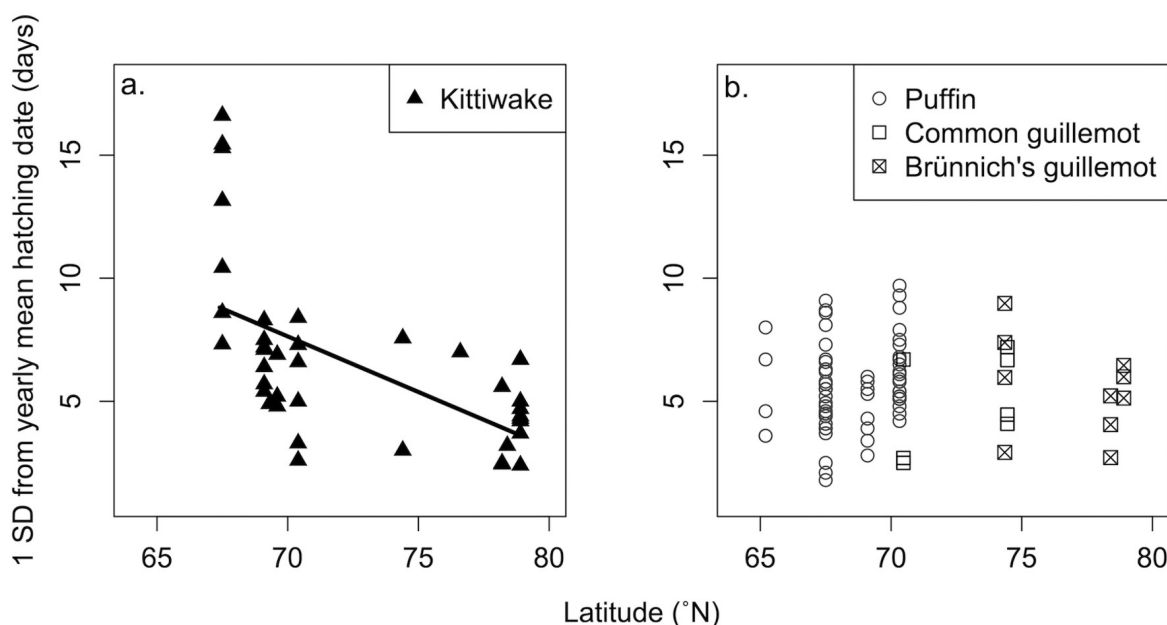 1 SD from yearly mean hatching date (days)
a.
Kittiwake
15
10
5
65
70
75
80
b.
Puffin
Common guillemot
Brünnich's guillemot
15
10
5
65
70
75
80
Latitude (˚N)